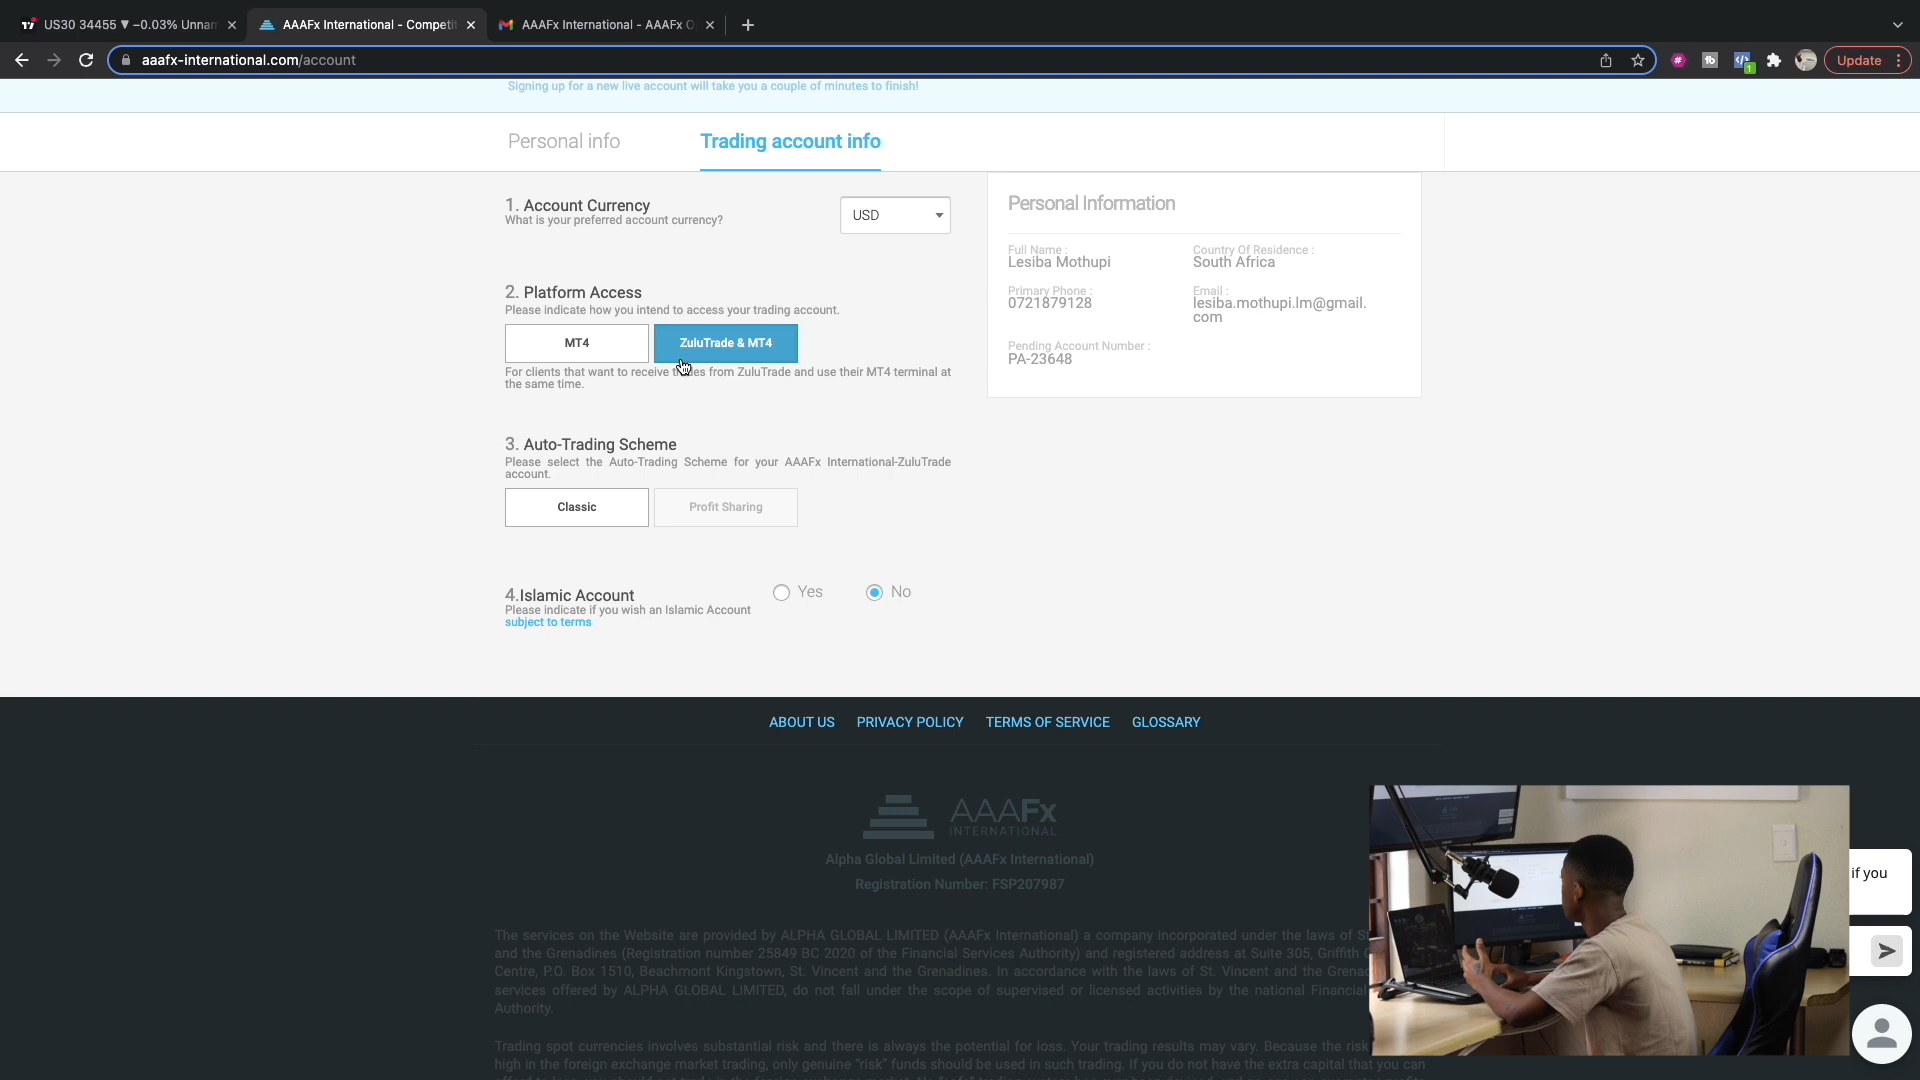 US30 34455 ▼ −0.03% Unnam
AAAFx International - Competit
AAAFx International - AAAFx O
aaafx-international.com/account
Update
Signing up for a new live account will take you a couple of minutes to finish!
Personal info
Trading account info
1. Account Currency
What is your preferred account currency?
USD
2. Platform Access
Please indicate how you intend to access your trading account.
MT4
ZuluTrade & MT4
For clients that want to receive trades from ZuluTrade and use their MT4 terminal at
the same time.
3. Auto-Trading Scheme
Please select the Auto-Trading Scheme for your AAAFx International-ZuluTrade
account.
Classic
Profit Sharing
4.Islamic Account
Please indicate if you wish an Islamic Account
subject to terms
Yes
No
Personal Information
Full Name :
Lesiba Mothupi
Country Of Residence :
South Africa
Primary Phone :
0721879128
Email :
lesiba.mothupi.lm@gmail.
com
Pending Account Number :
PA-23648
ABOUT US
PRIVACY POLICY
TERMS OF SERVICE
GLOSSARY
AAAFx
INTERNATIONAL
Alpha Global Limited (AAAFx International)
Registration Number: FSP207987
The services on the Website are provided by ALPHA GLOBAL LIMITED (AAAFx International) a company incorporated under the laws of S
and the Grenadines (Registration number 25849 BC 2020 of the Financial Services Authority) and registered address at Suite 305, Griffith
Centre, P.O. Box 1510, Beachmont Kingstown, St. Vincent and the Grenadines. In accordance with the laws of St. Vincent and the Grenad
services offered by ALPHA GLOBAL LIMITED, do not fall under the scope of supervised or licensed activities by the national Financial
Authority.
Trading spot currencies involves substantial risk and there is always the potential for loss. Your trading results may vary. Because the risk
high in the foreign exchange market trading, only genuine "risk" funds should be used in such trading. If you do not have the extra capital that you can
if you